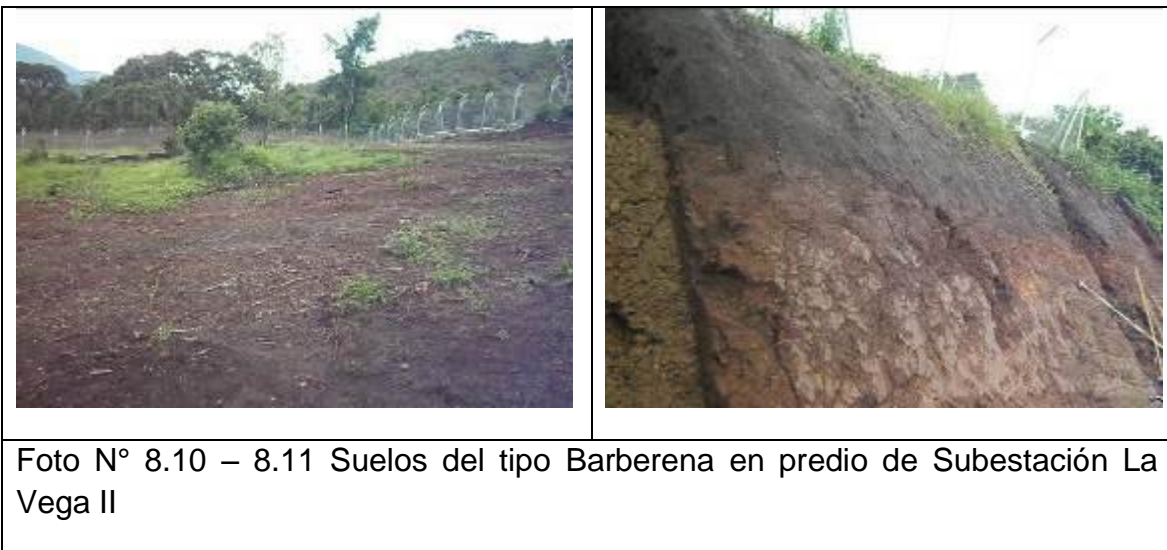 Foto N° 8.10 – 8.11 Suelos del tipo Barberena en predio de Subestación La
Vega II